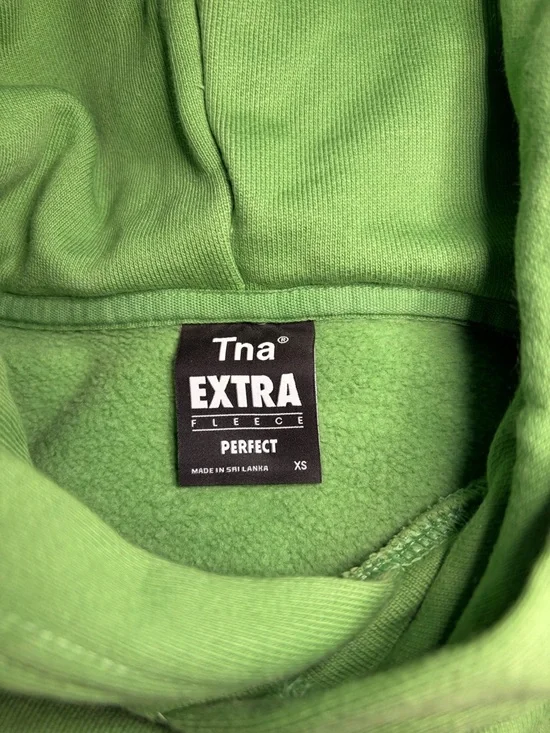 Tna®
EXTRA
FLEECE
PERFECT
MADE IN SRI LANKA XS